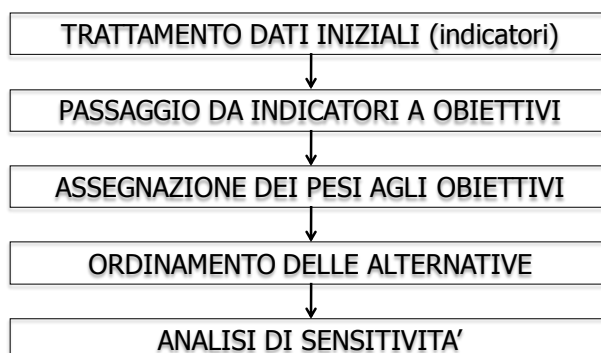 TRATTAMENTO DATI INIZIALI (indicatori)
PASSAGGIO DA INDICATORI A OBIETTIVI
ASSEGNAZIONE DEI PESI AGLI OBIETTIVI
ORDINAMENTO DELLE ALTERNATIVE
ANALISI DI SENSITIVITA’